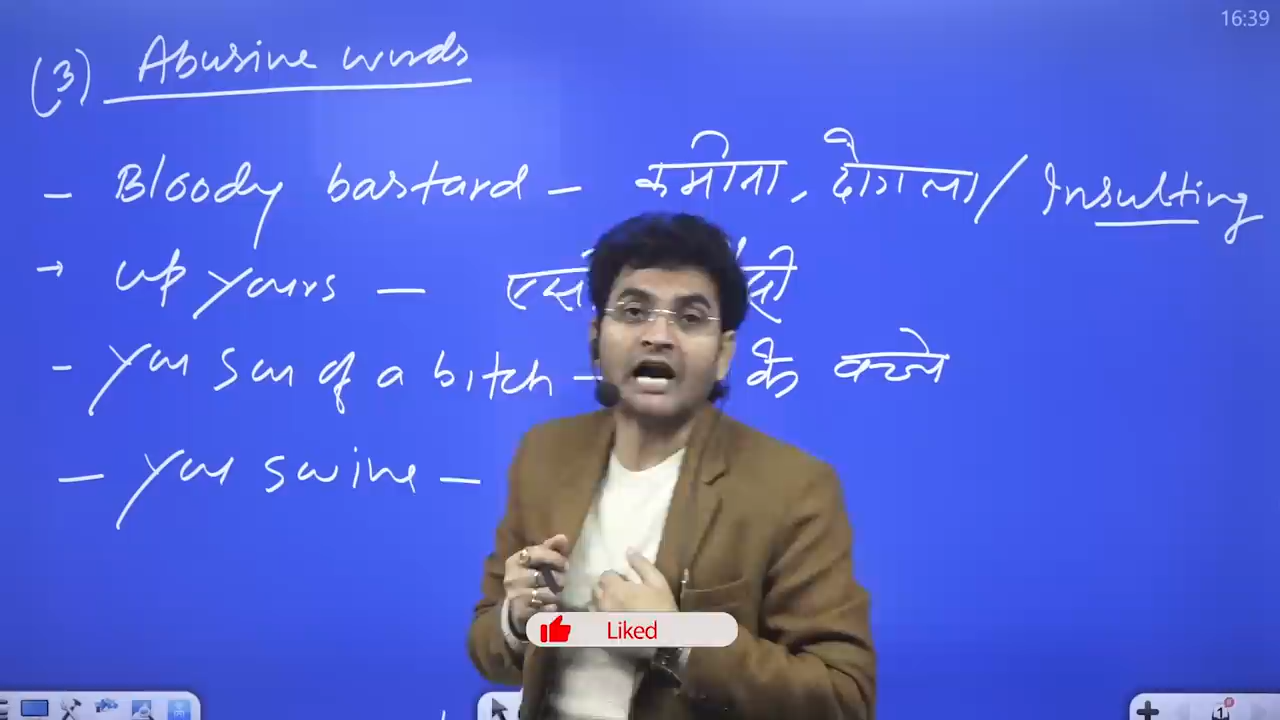 16:39
(3) Abusive words
- Bloody bastard - कमीना, दोगला / Insulting
→ up yours -
- You son of a bitch - के बच्चे
- You swine -
Liked